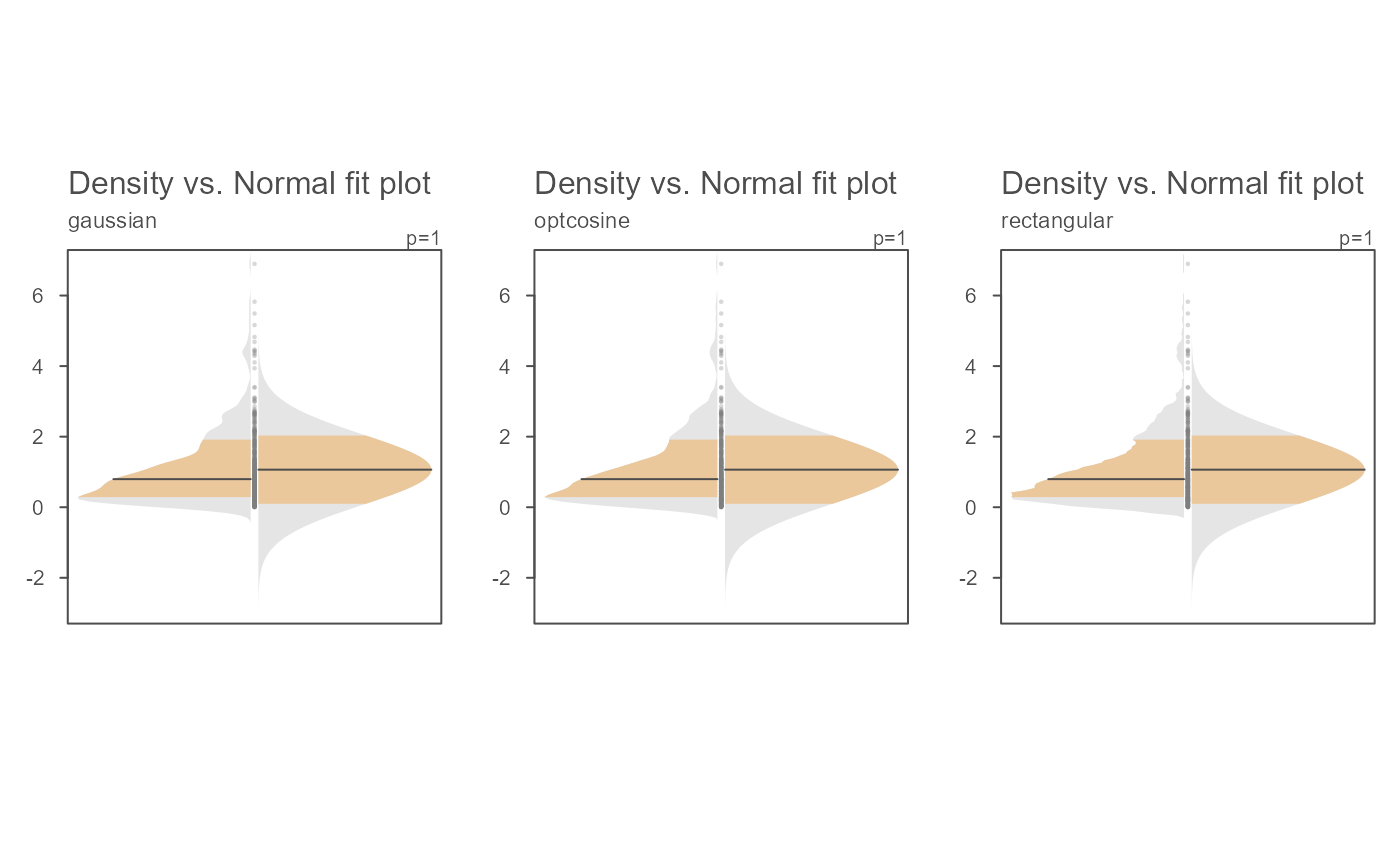 Density vs. Normal fit plot
gaussian
p=1
6
4
2
0
-2
Density vs. Normal fit plot
optcosine
p=1
6
4
2
0
-2
Density vs. Normal fit plot
rectangular
p=1
6
4
2
0
-2